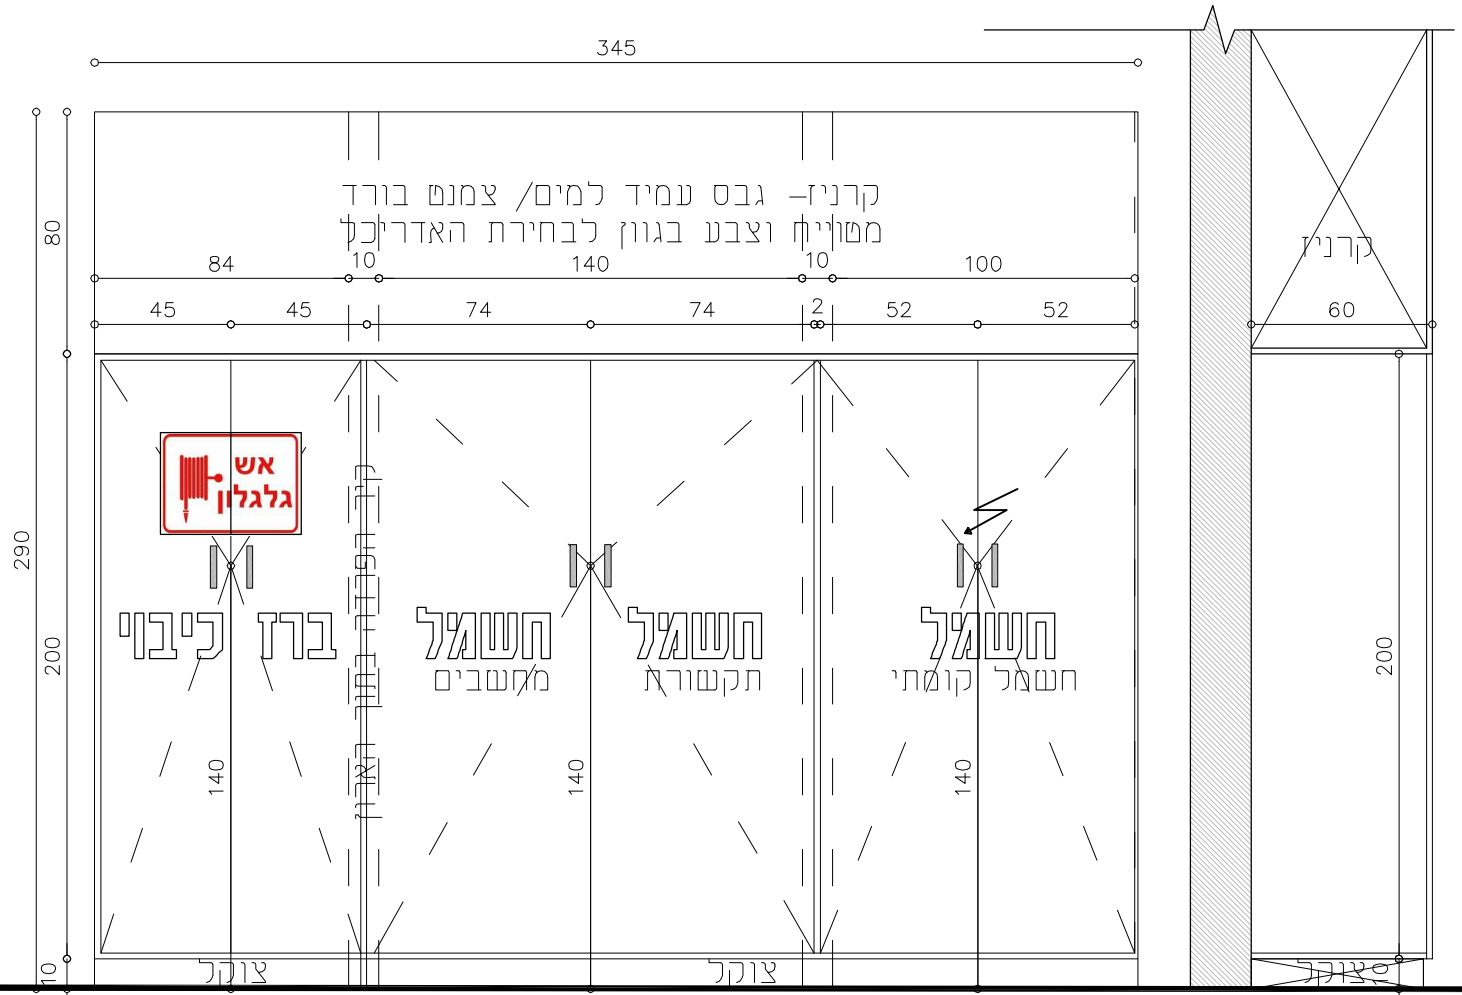 345
קרניז- גבס עמיד למים/ צמנט בורד
מטוייח וצבע בגוון לבחירת האדריכל
קרניז
80
84
10
140
10
100
45
45
74
74
2
52
52
60
אש
גלגלון
290
200
200
ברז כיבוי
חשמל
חשמל
חשמל
מחשבים
תקשורת
חשמל קומתי
קיר הפרדה בתוך הארון
140
140
140
10
צוקל
צוקל
צוקל
10